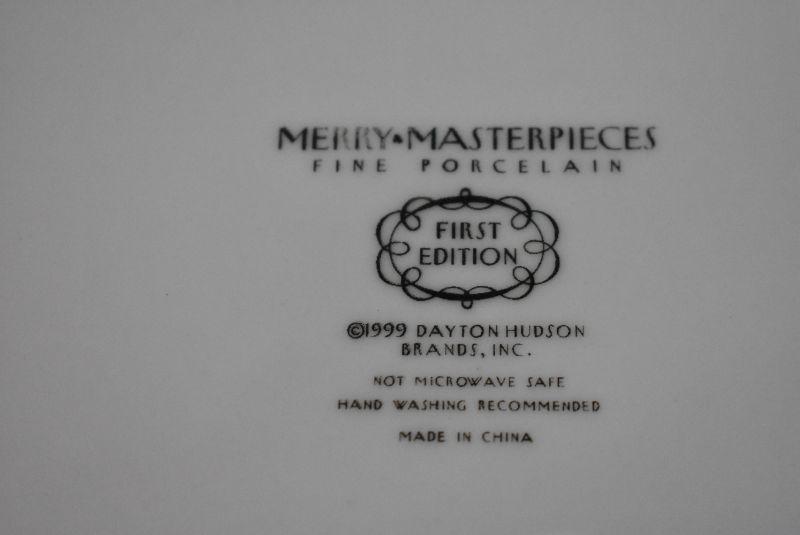 MERRY•MASTERPIECES
FINE PORCELAIN
FIRST
EDITION
©1999 DAYTON HUDSON
BRANDS, INC.
NOT MICROWAVE SAFE
HAND WASHING RECOMMENDED
MADE IN CHINA